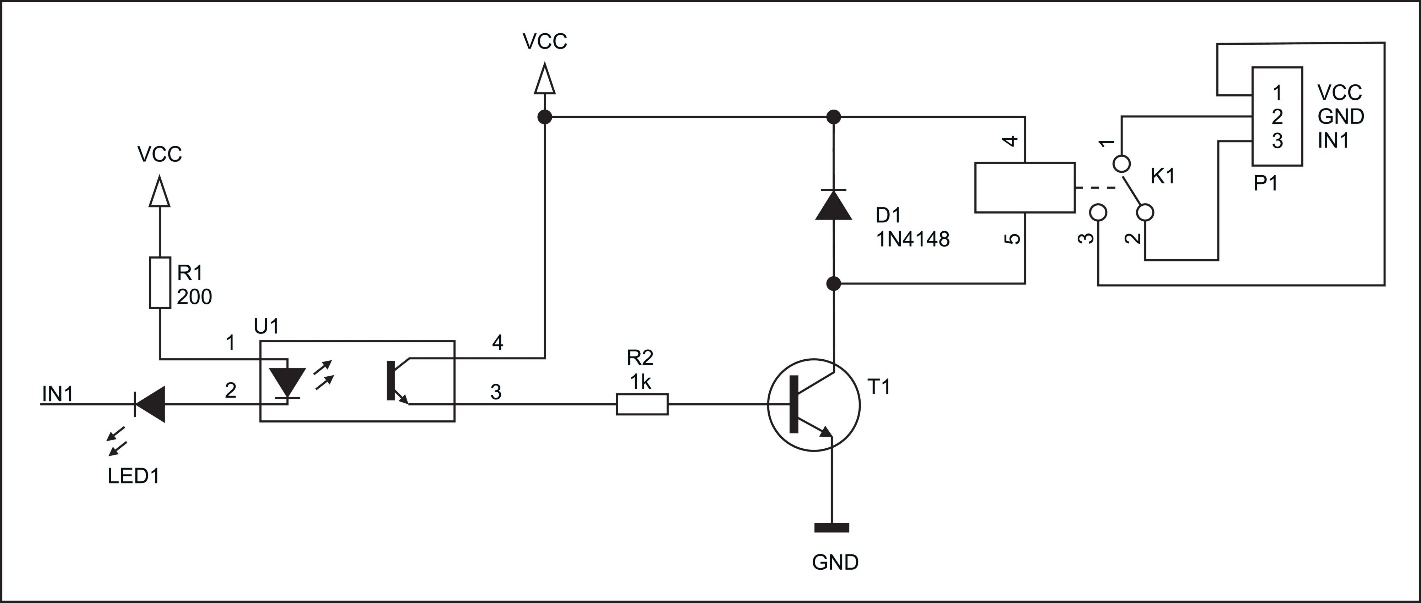 VCC
VCC
R1
200
U1
1
2
4
3
IN1
LED1
R2
1k
T1
GND
D1
1N4148
4
5
1
3
2
K1
1 VCC
2 GND
3 IN1
P1